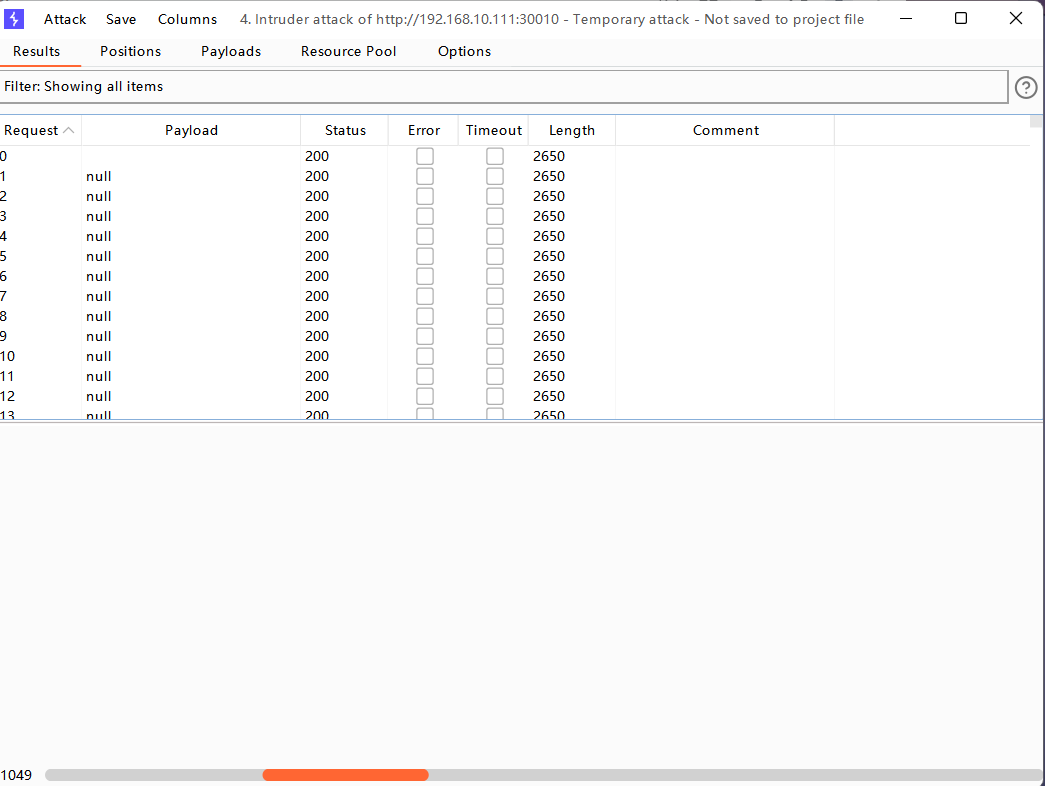 Attack Save Columns 4. Intruder attack of http://192.168.10.111:30010 - Temporary attack - Not saved to project file
Results Positions Payloads Resource Pool Options
Filter: Showing all items
?
Request Payload Status Error Timeout Length Comment
0 200 2650
1 null 200 2650
2 null 200 2650
3 null 200 2650
4 null 200 2650
5 null 200 2650
6 null 200 2650
7 null 200 2650
8 null 200 2650
9 null 200 2650
10 null 200 2650
11 null 200 2650
12 null 200 2650
13 null 200 2650
1049